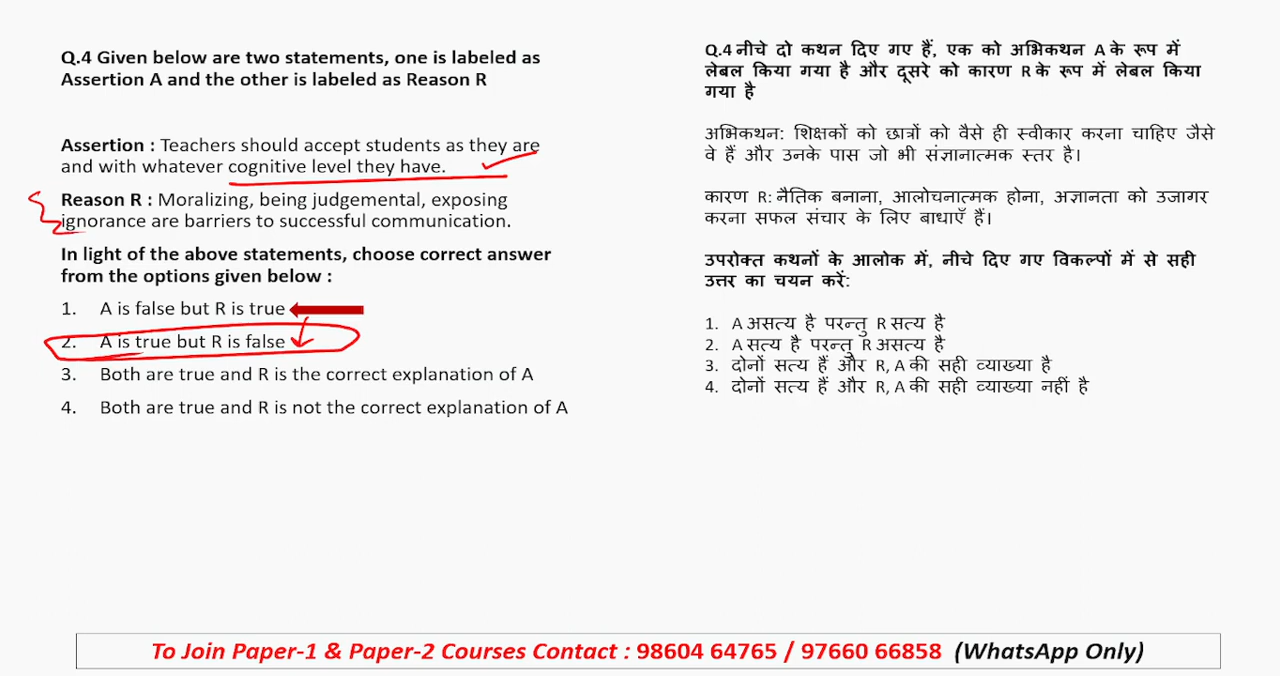 Q.4 Given below are two statements, one is labeled as
Assertion A and the other is labeled as Reason R
Assertion : Teachers should accept students as they are
and with whatever cognitive level they have.
Reason R : Moralizing, being judgemental, exposing
ignorance are barriers to successful communication.
In light of the above statements, choose correct answer
from the options given below :
1. A is false but R is true
2. A is true but R is false
3. Both are true and R is the correct explanation of A
4. Both are true and R is not the correct explanation of A
Q.4 नीचे दो कथन दिए गए हैं, एक को अभिकथन A के रूप में
लेबल किया गया है और दूसरे को कारण R के रूप में लेबल किया
गया है
अभिकथन: शिक्षकों को छात्रों को वैसे ही स्वीकार करना चाहिए जैसे
वे हैं और उनके पास जो भी संज्ञानात्मक स्तर है।
कारण R: नैतिक बनाना, आलोचनात्मक होना, अज्ञानता को उजागर
करना सफल संचार के लिए बाधाएँ हैं।
उपरोक्त कथनों के आलोक में, नीचे दिए गए विकल्पों में से सही
उत्तर का चयन करें:
1. A असत्य है परन्तु R सत्य है
2. A सत्य है परन्तु R असत्य है
3. दोनों सत्य हैं और R, A की सही व्याख्या है
4. दोनों सत्य हैं और R, A की सही व्याख्या नहीं है
To Join Paper-1 & Paper-2 Courses Contact : 98604 64765 / 97660 66858 (WhatsApp Only)